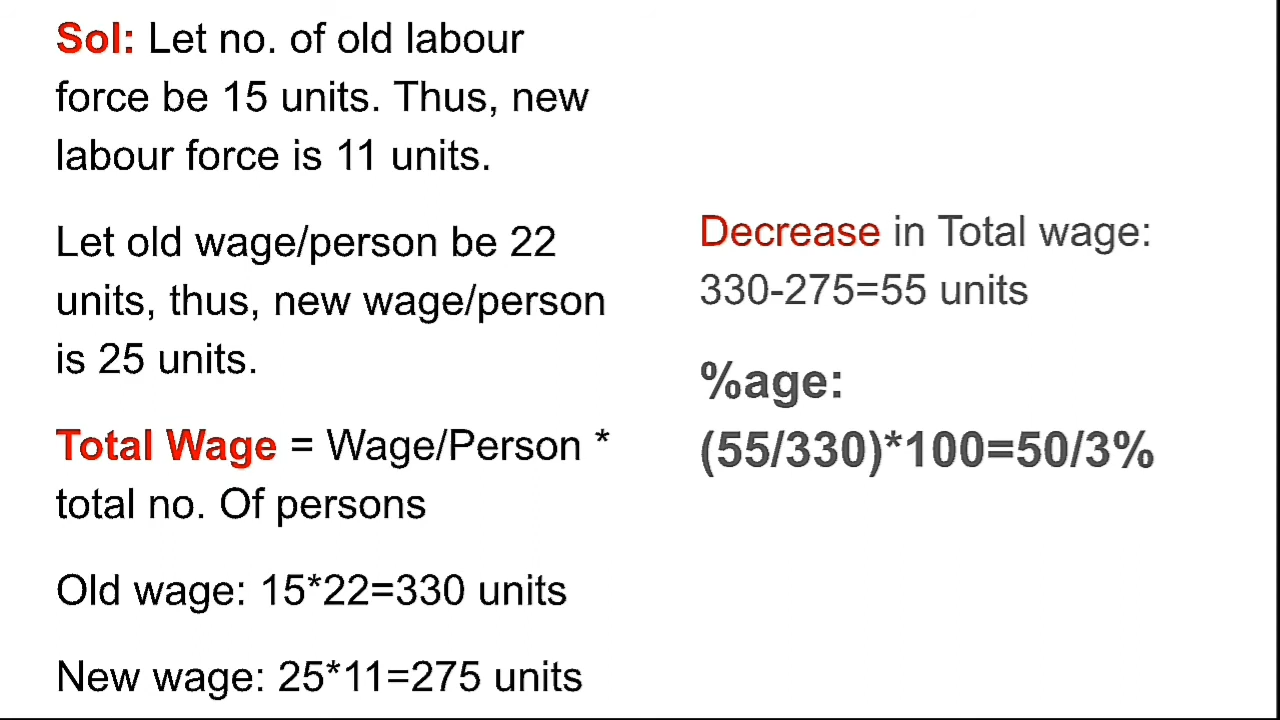 Sol: Let no. of old labour
force be 15 units. Thus, new
labour force is 11 units.
Let old wage/person be 22
units, thus, new wage/person
is 25 units.
Total Wage = Wage/Person *
total no. Of persons
Old wage: 15*22=330 units
New wage: 25*11=275 units
Decrease in Total wage:
330-275=55 units
%age:
(55/330)*100=50/3%